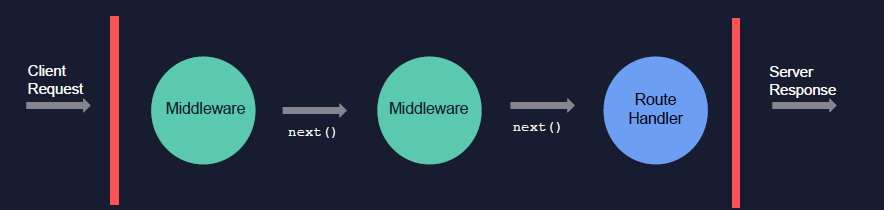 Client
Request
Middleware
next()
Middleware
next()
Route
Handler
Server
Response